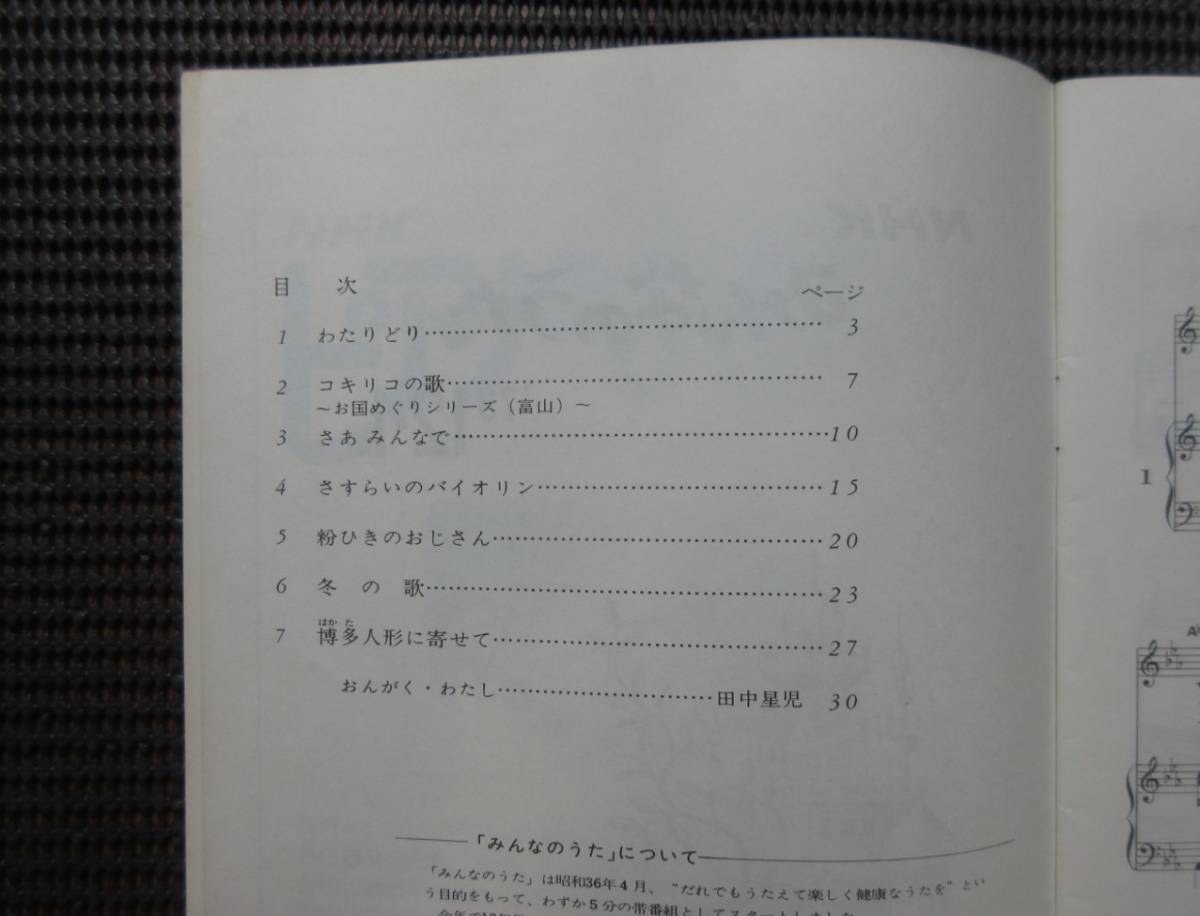 目 次 ページ
1 わたりどり……………………………………… 3
2 コキリコの歌…………………………………… 7
～お国めぐりシリーズ（富山）～
3 さあ みんなで……………………………………10
4 さすらいのバイオリン…………………………15
5 粉ひきのおじさん………………………………20
6 冬 の 歌………………………………………23
はか た
7 博多人形に寄せて………………………………27
おんがく・わたし……………………田中星児 30
「みんなのうた」について
「みんなのうた」は昭和36年4月、“だれでもうたえて楽しく健康なうたを”とい
う目的をもって、わずか5分の帯番組としてスタートしました。
NHK
1